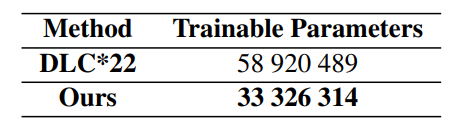 Method Trainable Parameters
DLC*22 58 920 489
Ours 33 326 314